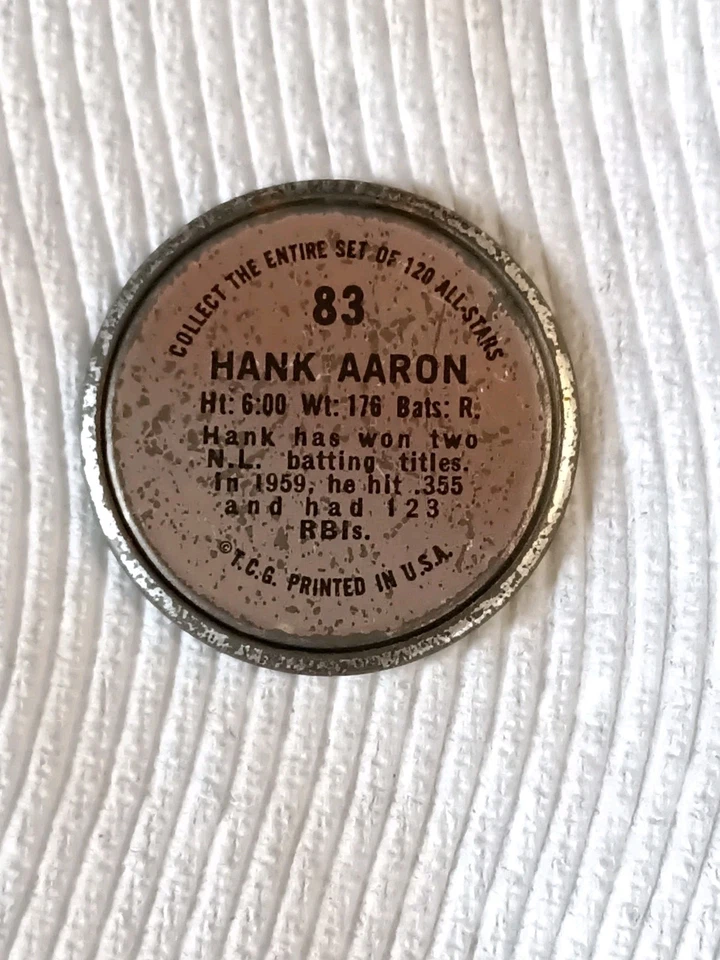 COLLECT THE ENTIRE SET OF 120 ALL-STARS
83
HANK AARON
Ht: 6:00 Wt: 176 Bats: R.
Hank has won two
N.L. batting titles.
In 1959, he hit .355
and had 123
RBIs.
© T.C.G. PRINTED IN U.S.A.